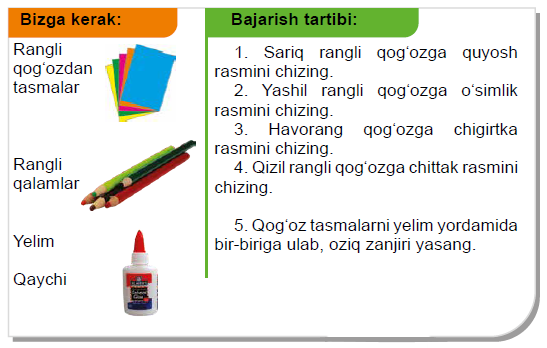 Bizga kerak:
Rangli
qog‘ozdan
tasmalar
Rangli
qalamlar
Yelim
Qaychi
Bajarish tartibi:
1. Sariq rangli qog‘ozga quyosh
rasmini chizing.
2. Yashil rangli qog‘ozga o‘simlik
rasmini chizing.
3. Havorang qog‘ozga chigirtka
rasmini chizing.
4. Qizil rangli qog‘ozga chittak rasmini
chizing.
5. Qog‘oz tasmalarni yelim yordamida
bir-biriga ulab, oziq zanjiri yasang.